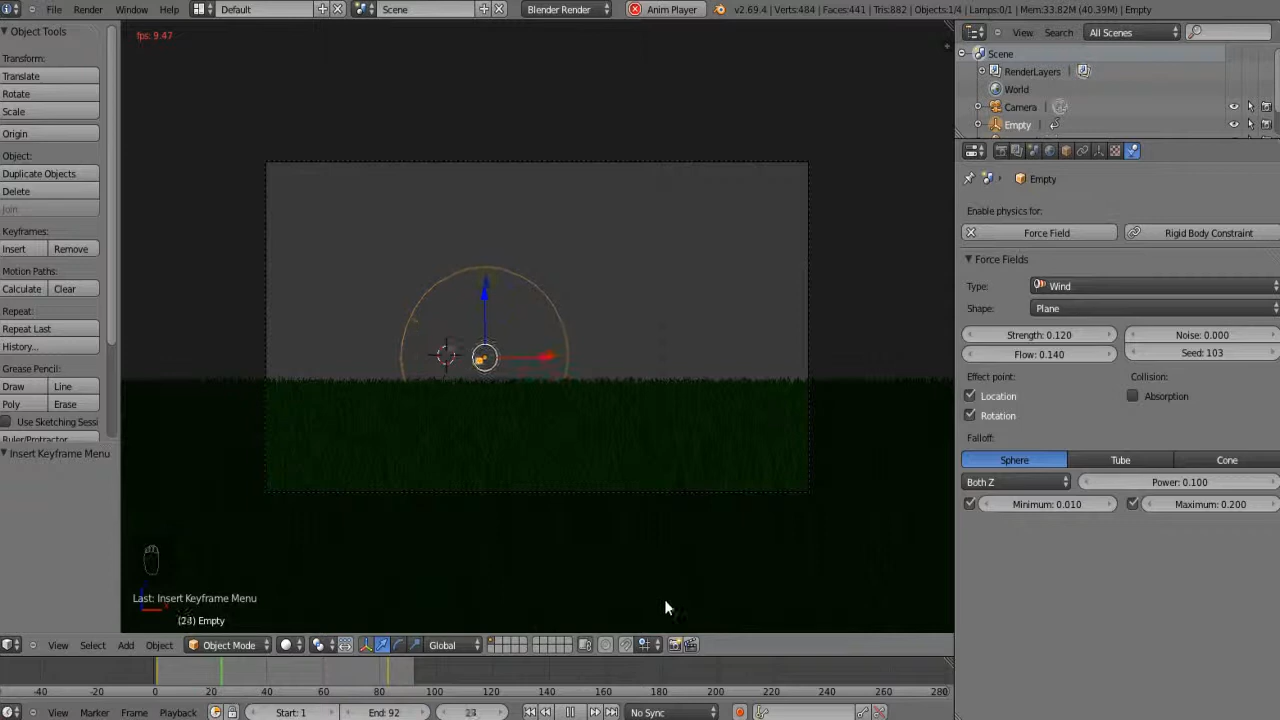 File Render Window Help Default Scene Blender Render Anim Player v2.69.4 | Verts:484 | Faces:441 | Tris:882 | Objects:1/4 | Lamps:0/1 | Mem:33.82M (40.39M) | Empty
Object Tools
Transform:
Translate
Rotate
Scale
Origin
Object:
Duplicate Objects
Delete
Join
Keyframes:
Insert Remove
Motion Paths:
Calculate Clear
Repeat:
Repeat Last
History...
Grease Pencil:
Draw Line
Poly Erase
Use Sketching Sessi
Ruler/Protractor
Insert Keyframe Menu
fps: 9.47
Last: Insert Keyframe Menu
Empty
View Search All Scenes
Scene
RenderLayers
World
Camera
Empty
Empty
Enable physics for:
Force Field Rigid Body Constraint
Force Fields
Type: Wind
Shape: Plane
Strength: 0.120 Noise: 0.000
Flow: 0.140 Seed: 103
Effect point: Collision:
Location Absorption
Rotation
Falloff:
Sphere Tube Cone
Both Z Power: 0.100
Minimum: 0.010 Maximum: 0.200
View Select Add Object Object Mode Global
-40 -20 0 20 40 60 80 100 120 140 160 180 200 220 240 260 280
View Marker Frame Playback Start: 1 End: 92 No Sync